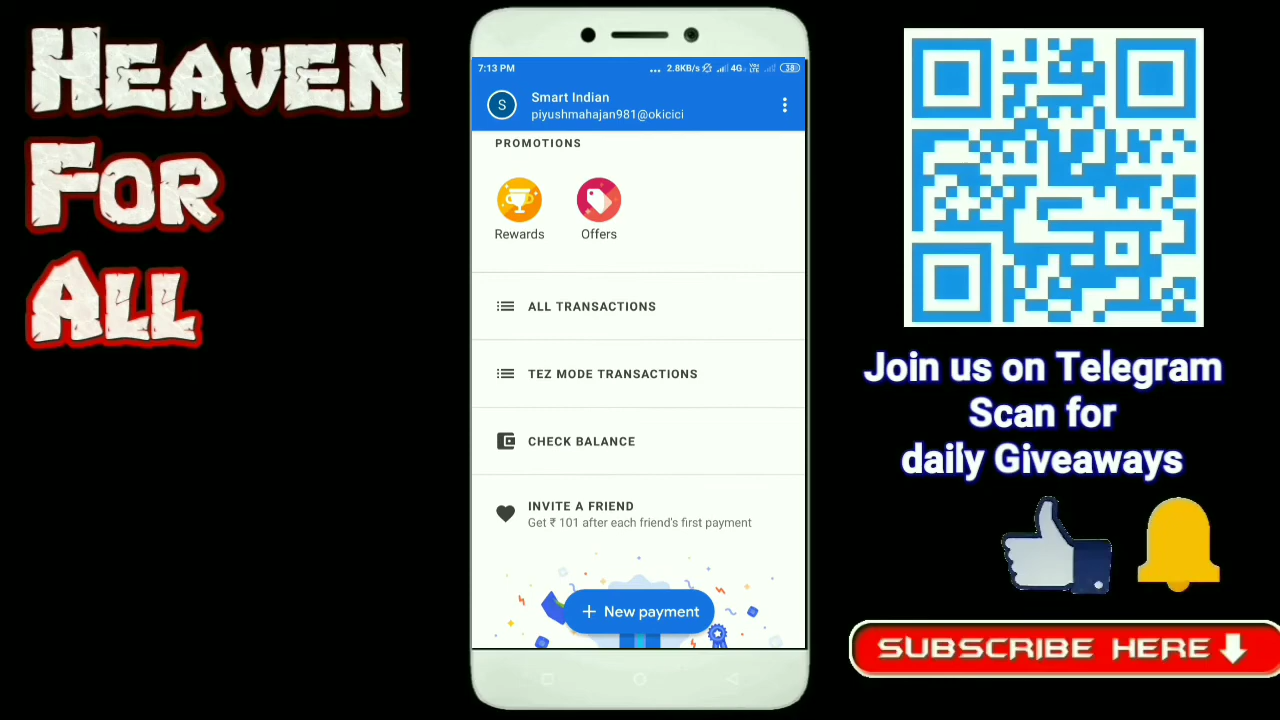 HEAVEN
FOR
ALL
7:13 PM
2.8KB/s
4G
VoLTE
38
S
Smart Indian
piyushmahajan981@okicici
PROMOTIONS
Rewards
Offers
ALL TRANSACTIONS
TEZ MODE TRANSACTIONS
CHECK BALANCE
INVITE A FRIEND
Get ₹ 101 after each friend's first payment
+ New payment
Join us on Telegram
Scan for
daily Giveaways
SUBSCRIBE HERE